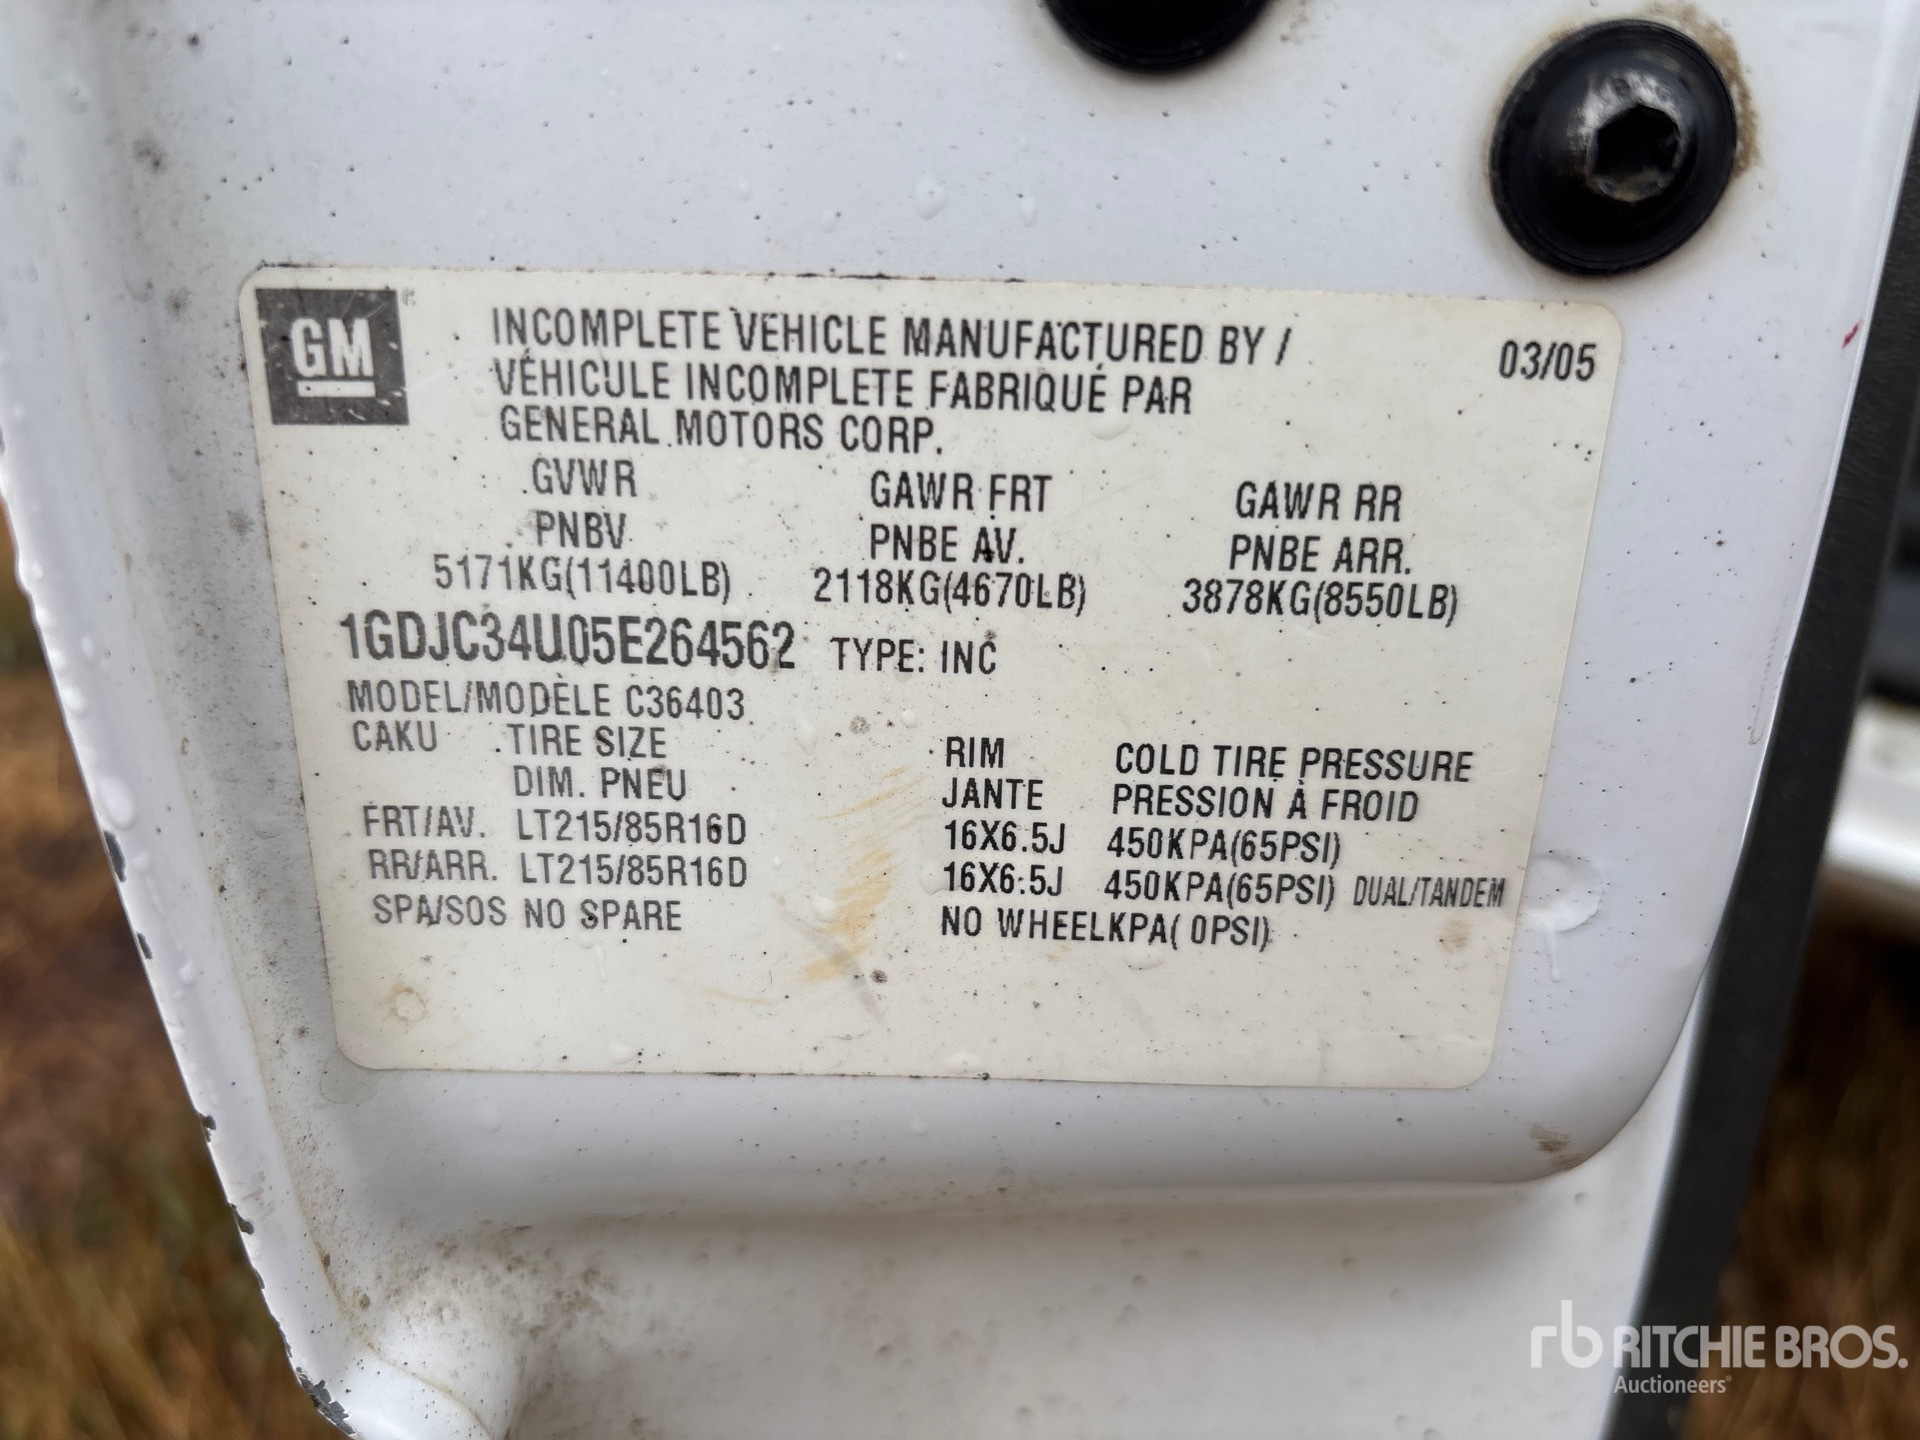 GM
INCOMPLETE VEHICLE MANUFACTURED BY / 03/05
VÉHICULE INCOMPLETE FABRIQUÉ PAR
GENERAL MOTORS CORP.
GVWR GAWR FRT GAWR RR
PNBV PNBE AV. PNBE ARR.
5171KG(11400LB) 2118KG(4670LB) 3878KG(8550LB)
1GDJC34U05E264562 TYPE: INC
MODEL/MODÈLE C36403
CAKU TIRE SIZE RIM COLD TIRE PRESSURE
DIM. PNEU JANTE PRESSION À FROID
FRT/AV. LT215/85R16D 16X6.5J 450KPA(65PSI)
RR/ARR. LT215/85R16D 16X6.5J 450KPA(65PSI) DUAL/TANDEM
SPA/SOS NO SPARE NO WHEELKPA( 0PSI)
rb RITCHIE BROS.
Auctioneers